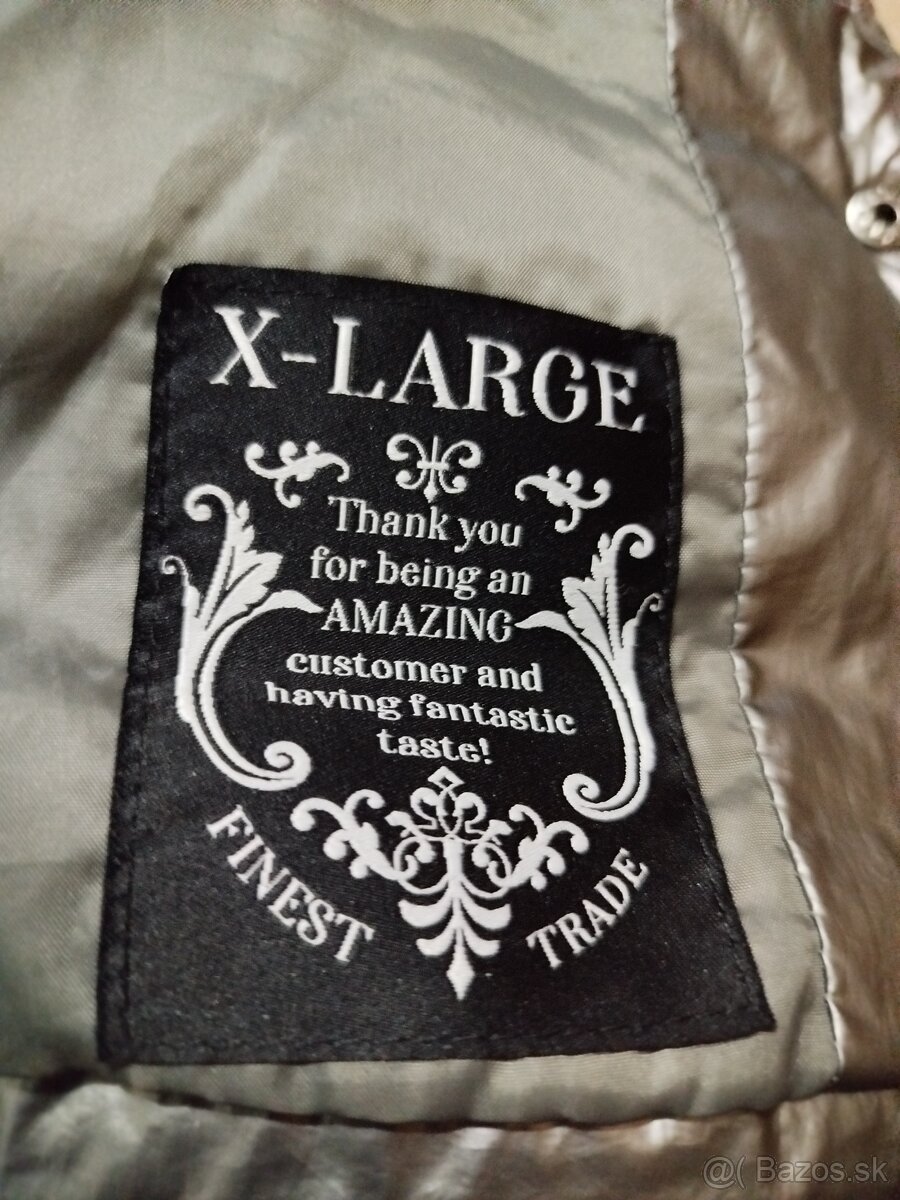 X-LARGE
Thank you
for being an
AMAZING
customer and
having fantastic
taste!
FINEST TRADE
@( Bazos.sk